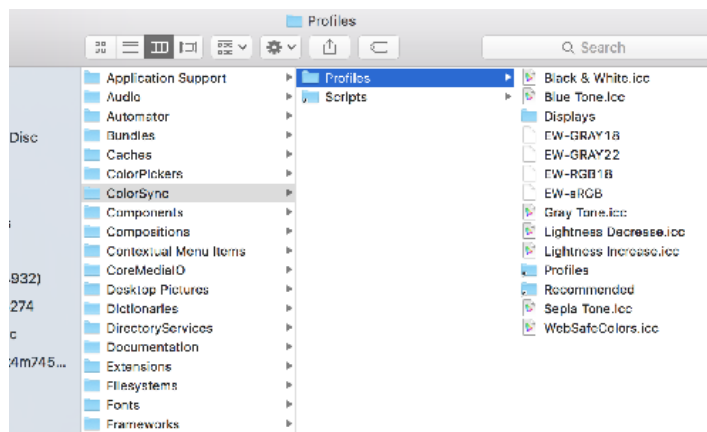 Profiles
Search
Disc
932)
274
c
4m745...
Application Support
Audio
Automator
Bundles
Caches
ColorPickers
ColorSync
Components
Compositions
Contextual Menu Items
CoreMediaIO
Desktop Pictures
Dictionaries
DirectoryServices
Documentation
Extensions
Filesystems
Fonts
Frameworks
Profiles
Scripts
Black & White.icc
Blue Tone.icc
Displays
EW-GRAY18
EW-GRAY22
EW-RGB18
EW-sRGB
Gray Tone.icc
Lightness Decrease.icc
Lightness Increase.icc
Profiles
Recommended
Sepia Tone.icc
WebSafeColors.icc